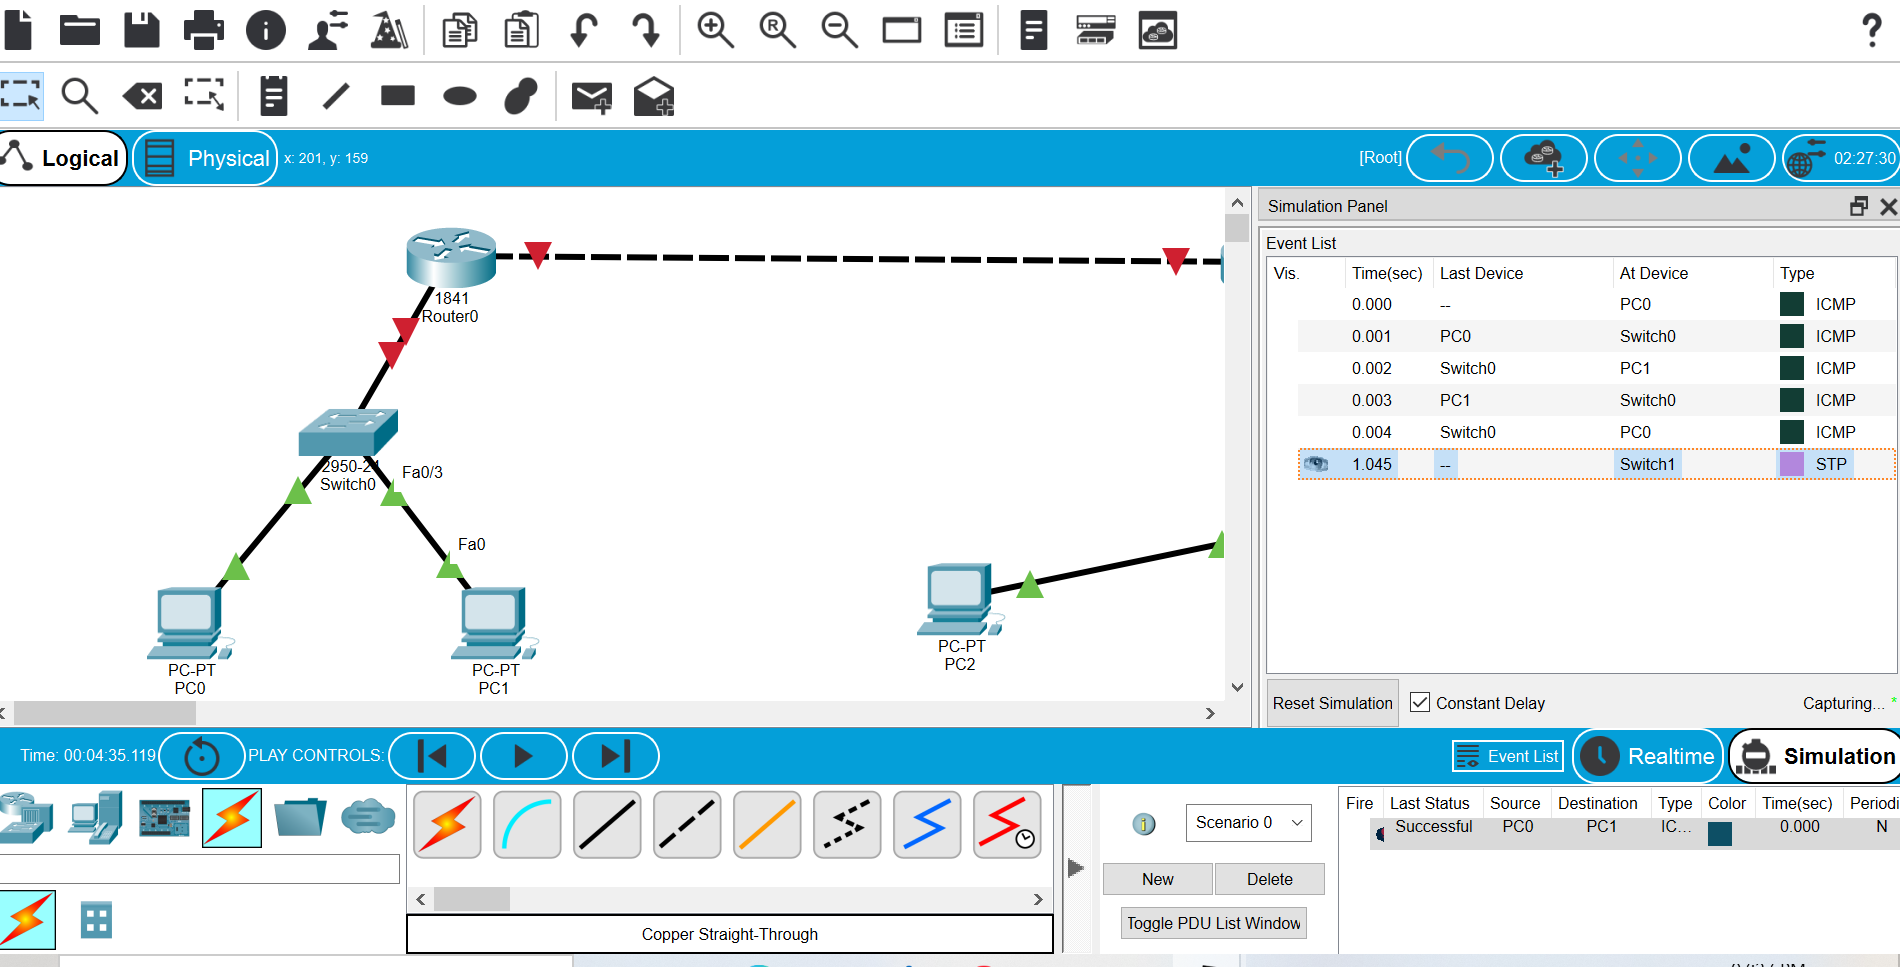 Logical
Physical
x: 201, y: 159
[Root]
02:27:30
1841
Router0
2950-24
Switch0
Fa0/3
Fa0
PC-PT
PC0
PC-PT
PC1
PC-PT
PC2
Simulation Panel
Event List
Vis. Time(sec) Last Device At Device Type
0.000 -- PC0 ICMP
0.001 PC0 Switch0 ICMP
0.002 Switch0 PC1 ICMP
0.003 PC1 Switch0 ICMP
0.004 Switch0 PC0 ICMP
1.045 -- Switch1 STP
Reset Simulation Constant Delay Capturing... *
Time: 00:04:35.119 PLAY CONTROLS:
Event List Realtime Simulation
Copper Straight-Through
Scenario 0
New Delete
Toggle PDU List Window
Fire Last Status Source Destination Type Color Time(sec) Periodi
Successful PC0 PC1 IC... 0.000 N